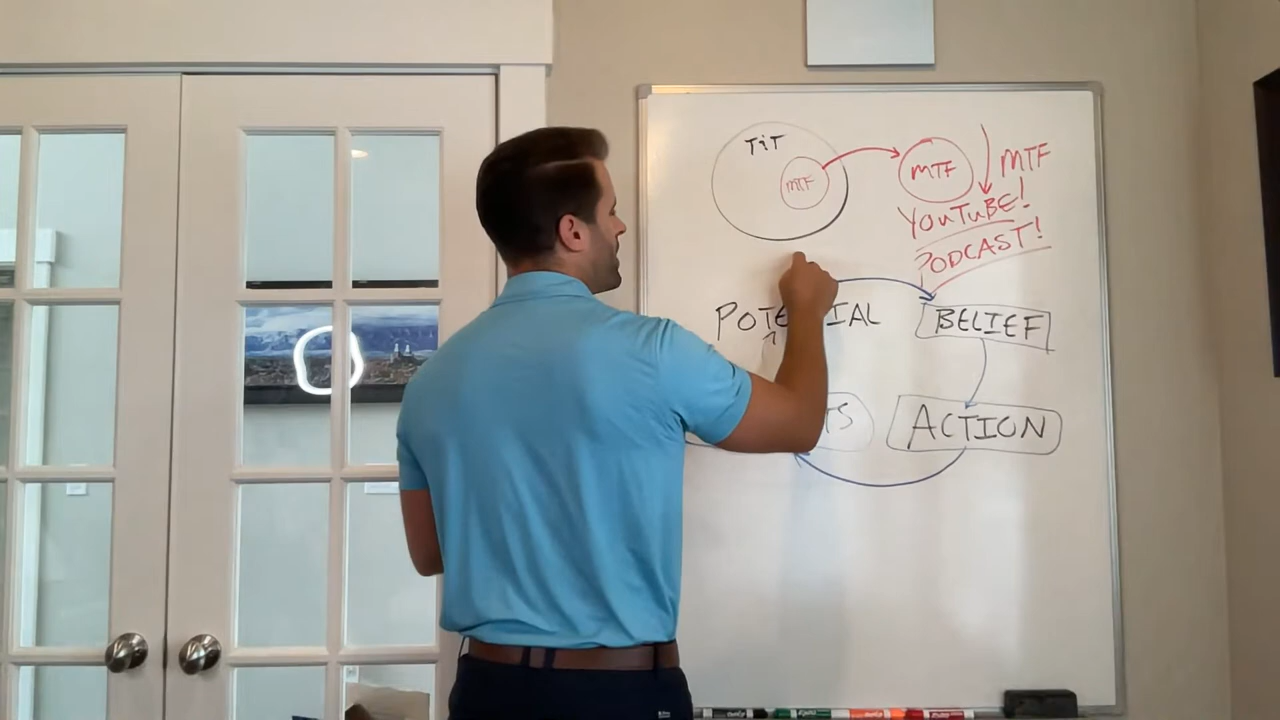 TiT
MTF
MTF
MTF
YOUTUBE!
PODCAST!
BELIEF
ACTION